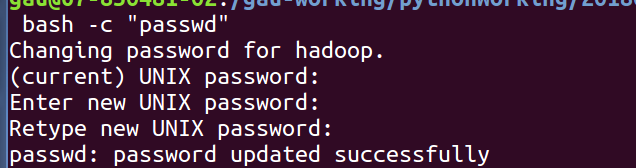 bash -c "passwd"
Changing password for hadoop.
(current) UNIX password:
Enter new UNIX password:
Retype new UNIX password:
passwd: password updated successfully